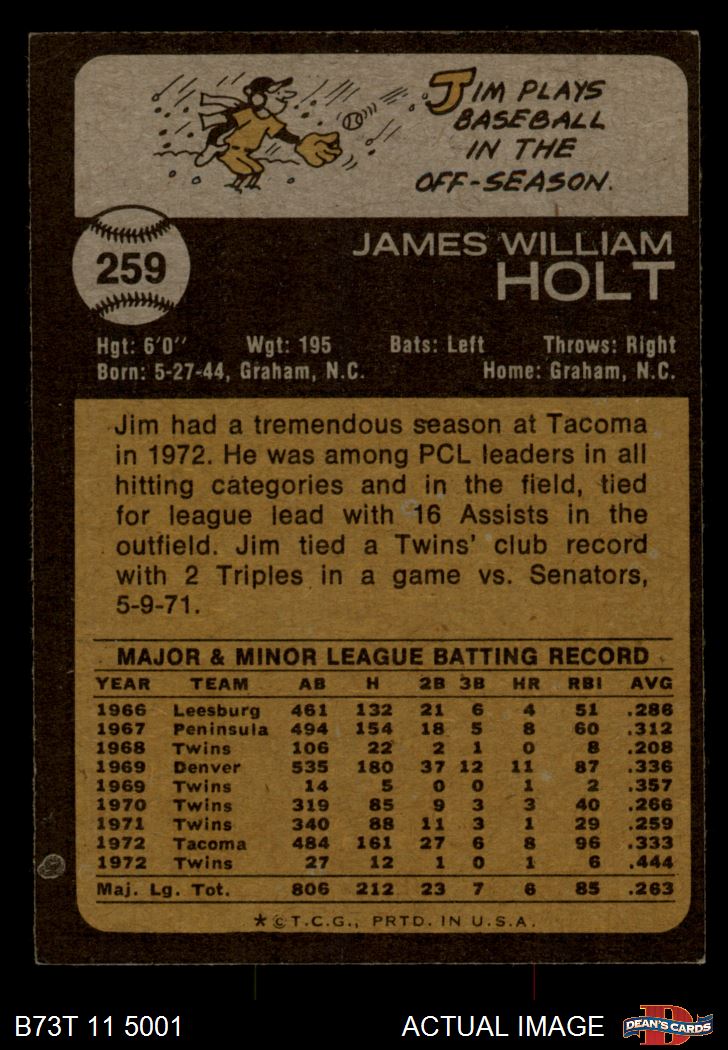 JIM PLAYS
BASEBALL
IN THE
OFF-SEASON.
259
JAMES WILLIAM
HOLT
Hgt: 6'0" Wgt: 195 Bats: Left Throws: Right
Born: 5-27-44, Graham, N.C. Home: Graham, N.C.
Jim had a tremendous season at Tacoma
in 1972. He was among PCL leaders in all
hitting categories and in the field, tied
for league lead with 16 Assists in the
outfield. Jim tied a Twins' club record
with 2 Triples in a game vs. Senators,
5-9-71.
MAJOR & MINOR LEAGUE BATTING RECORD
YEAR TEAM AB H 2B 3B HR RBI AVG
1966 Leesburg 461 132 21 6 4 51 .286
1967 Peninsula 494 154 18 5 8 60 .312
1968 Twins 106 22 2 1 0 8 .208
1969 Denver 535 180 37 12 11 87 .336
1969 Twins 14 5 0 0 1 2 .357
1970 Twins 319 85 9 3 3 40 .266
1971 Twins 340 88 11 3 1 29 .259
1972 Tacoma 484 161 27 6 8 96 .333
1972 Twins 27 12 1 0 1 6 .444
Maj. Lg. Tot. 806 212 23 7 6 85 .263
*©T.C.G., PRTD. IN U.S.A.
B73T 11 5001 ACTUAL IMAGE D DEAN'S CARDS